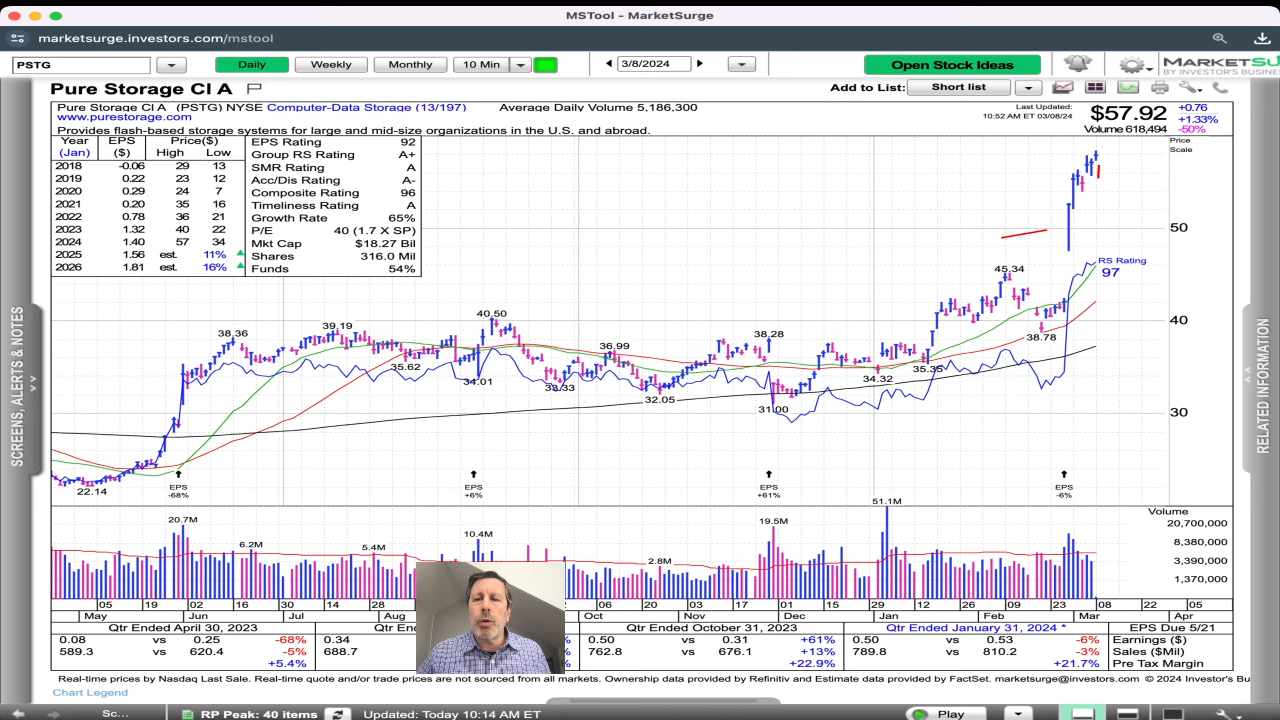 MSTool - MarketSurge
marketsurge.investors.com/mstool
PSTG Daily Weekly Monthly 10 Min 3/8/2024 Open Stock Ideas MARKETSU
BY INVESTOR'S BUSINE
Pure Storage Cl A Add to List: Short list
Pure Storage Cl A (PSTG) NYSE Computer-Data Storage (13/197) Average Daily Volume 5,186,300
www.purestorage.com
Provides flash-based storage systems for large and mid-size organizations in the U.S. and abroad.
Last Updated:
10:52 AM ET 03/08/24
$57.92 +0.76
+1.33%
Volume 618,494 -50%
Year EPS Price($)
(Jan) ($) High Low
2018 -0.06 29 13
2019 0.22 23 12
2020 0.29 24 7
2021 0.20 35 16
2022 0.78 36 21
2023 1.32 40 22
2024 1.40 57 34
2025 1.56 est. 11%
2026 1.81 est. 16%
EPS Rating 92
Group RS Rating A+
SMR Rating A
Acc/Dis Rating A-
Composite Rating 96
Timeliness Rating A
Growth Rate 65%
P/E 40 (1.7 X SP)
Mkt Cap $18.27 Bil
Shares 316.0 Mil
Funds 54%
Price
Scale
50
40
30
RS Rating
97
45.34
38.78
40.50
38.36
39.19
35.62
34.01
36.99
33.33
32.05
38.28
31.00
34.32
35.35
22.14
EPS
-68%
EPS
+6%
EPS
+61%
EPS
-6%
51.1M
20.7M
6.2M
5.4M
10.4M
2.8M
19.5M
Volume
20,700,000
8,380,000
3,390,000
1,370,000
05 19 02 16 30 14 28 06 20 03 17 01 15 29 12 26 09 23 08 22 05
May Jun Jul Aug Oct Nov Dec Jan Feb Mar Apr
Qtr Ended April 30, 2023 Qtr En Qtr Ended October 31, 2023 Qtr Ended January 31, 2024 * EPS Due 5/21
0.08 vs 0.25 -68% 0.34 0.50 vs 0.31 +61% 0.50 vs 0.53 -6% Earnings ($)
589.3 vs 620.4 -5% 688.7 762.8 vs 676.1 +13% 789.8 vs 810.2 -3% Sales ($Mil)
+5.4% +22.9% +21.7% Pre Tax Margin
Real-time prices by Nasdaq Last Sale. Real-time quote and/or trade prices are not sourced from all markets. Ownership data provided by Refinitiv and Estimate data provided by FactSet. marketsurge@investors.com © 2024 Investor's Bu
Chart Legend
SCREENS, ALERTS & NOTES
RELATED INFORMATION
Sc... RP Peak: 40 items Updated: Today 10:14 AM ET Play